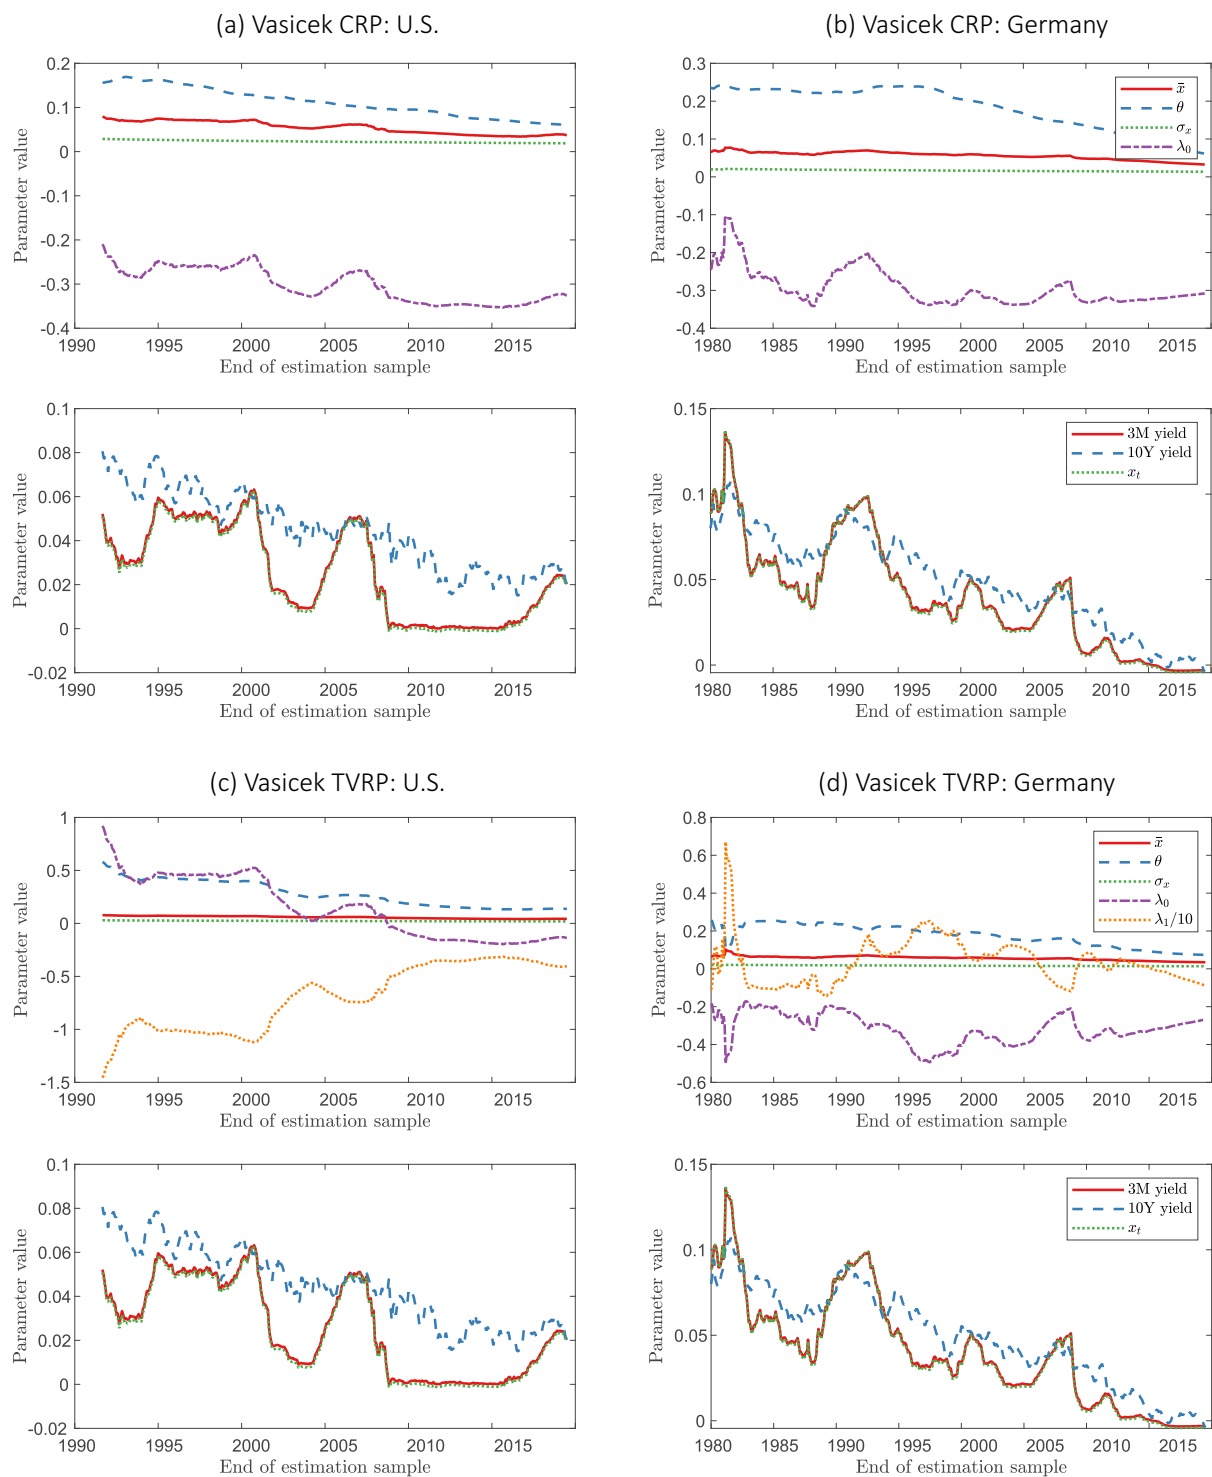 (a) Vasicek CRP: U.S.
0.2
0.1
0
-0.1
-0.2
-0.3
-0.4
Parameter value
1990 1995 2000 2005 2010 2015
End of estimation sample
0.1
0.08
0.06
0.04
0.02
0
-0.02
Parameter value
1990 1995 2000 2005 2010 2015
End of estimation sample
(b) Vasicek CRP: Germany
0.3
0.2
0.1
0
-0.1
-0.2
-0.3
-0.4
Parameter value
x̄
θ
σₓ
λ₀
1980 1985 1990 1995 2000 2005 2010 2015
End of estimation sample
0.15
0.1
0.05
0
Parameter value
3M yield
10Y yield
xₜ
1980 1985 1990 1995 2000 2005 2010 2015
End of estimation sample
(c) Vasicek TVRP: U.S.
1
0.5
0
-0.5
-1
-1.5
Parameter value
1990 1995 2000 2005 2010 2015
End of estimation sample
0.1
0.08
0.06
0.04
0.02
0
-0.02
Parameter value
1990 1995 2000 2005 2010 2015
End of estimation sample
(d) Vasicek TVRP: Germany
0.8
0.6
0.4
0.2
0
-0.2
-0.4
-0.6
Parameter value
x̄
θ
σₓ
λ₀
λ₁/10
1980 1985 1990 1995 2000 2005 2010 2015
End of estimation sample
0.15
0.1
0.05
0
Parameter value
3M yield
10Y yield
xₜ
1980 1985 1990 1995 2000 2005 2010 2015
End of estimation sample